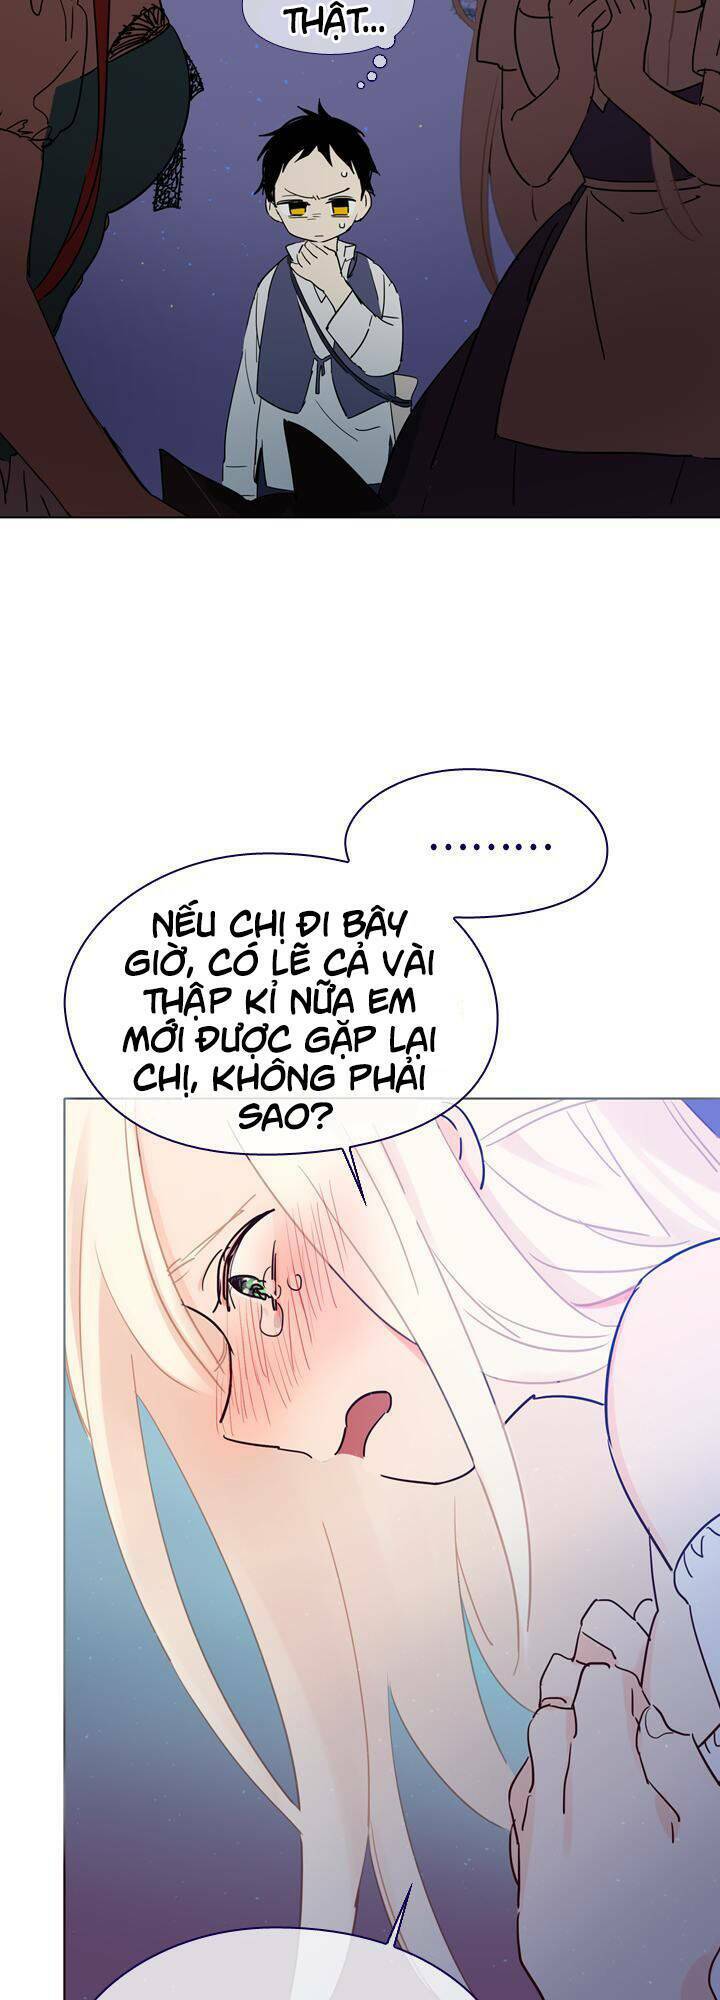 THẬT...
.........
NẾU CHỊ ĐI BÂY
GIỜ, CÓ LẼ CẢ VÀI
THẬP KỈ NỮA EM
MỚI ĐƯỢC GẶP LẠI
CHỊ, KHÔNG PHẢI
SAO?